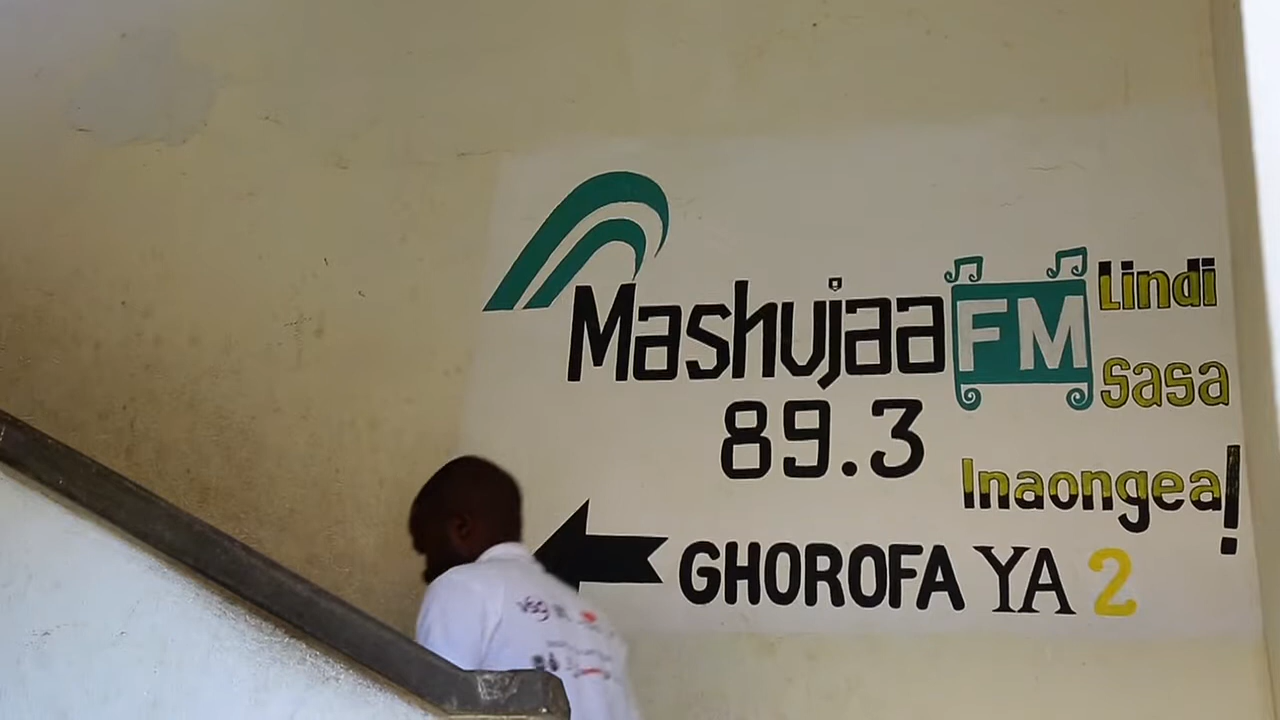 Mashujaa FM
89.3
Lindi
Sasa
Inaongea!
GHOROFA YA 2